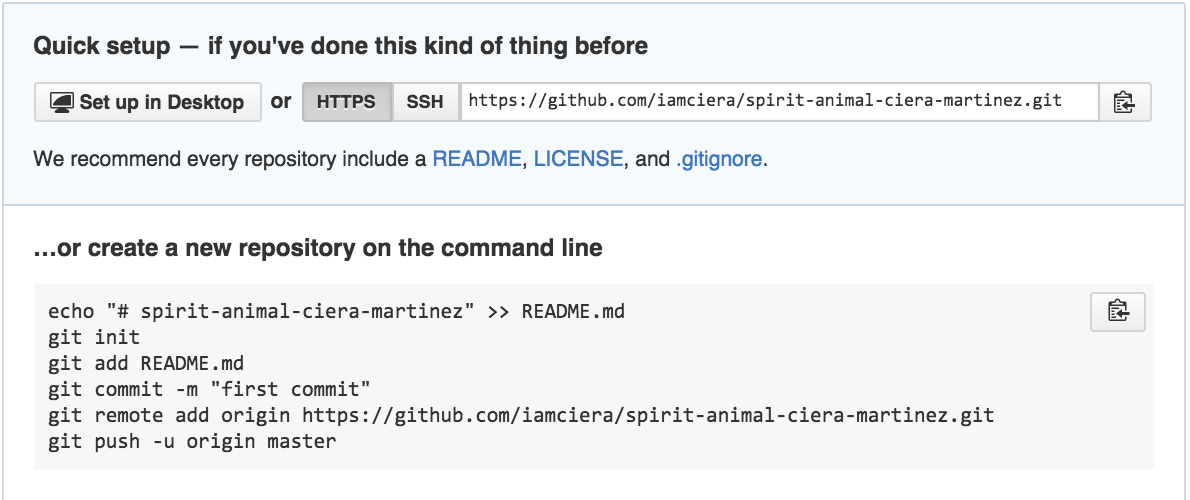 Quick setup — if you've done this kind of thing before
Set up in Desktop or HTTPS SSH https://github.com/iamciera/spirit-animal-ciera-martinez.git
We recommend every repository include a README, LICENSE, and .gitignore.
…or create a new repository on the command line
echo "# spirit-animal-ciera-martinez" >> README.md
git init
git add README.md
git commit -m "first commit"
git remote add origin https://github.com/iamciera/spirit-animal-ciera-martinez.git
git push -u origin master